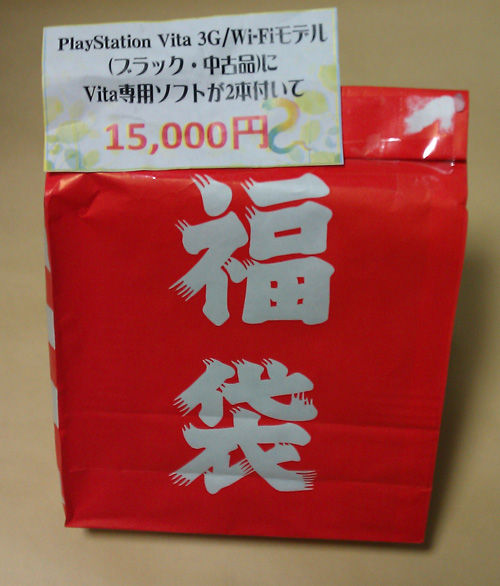 PlayStation Vita 3G/Wi-Fiモデル
(ブラック・中古品)に
Vita専用ソフトが2本付いて
15,000円
福
袋